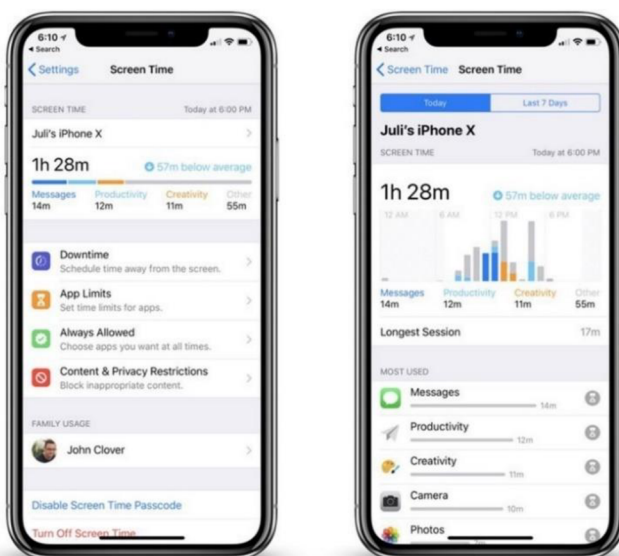 6:10
Search
Settings
Screen Time
SCREEN TIME
Today at 6:00 PM
Juli's iPhone X
1h 28m
57m below average
Messages Productivity Creativity Other
14m 12m 11m 55m
Downtime
Schedule time away from the screen.
App Limits
Set time limits for apps.
Always Allowed
Choose apps you want at all times.
Content & Privacy Restrictions
Block inappropriate content.
FAMILY USAGE
John Clover
Disable Screen Time Passcode
Turn Off Screen Time
6:10
Search
Screen Time
Screen Time
Today
Last 7 Days
Juli's iPhone X
SCREEN TIME
Today at 6:00 PM
1h 28m
57m below average
12 AM 6 AM 12 PM 6 PM
Messages Productivity Creativity Other
14m 12m 11m 55m
Longest Session
17m
MOST USED
Messages
14m
Productivity
12m
Creativity
11m
Camera
10m
Photos